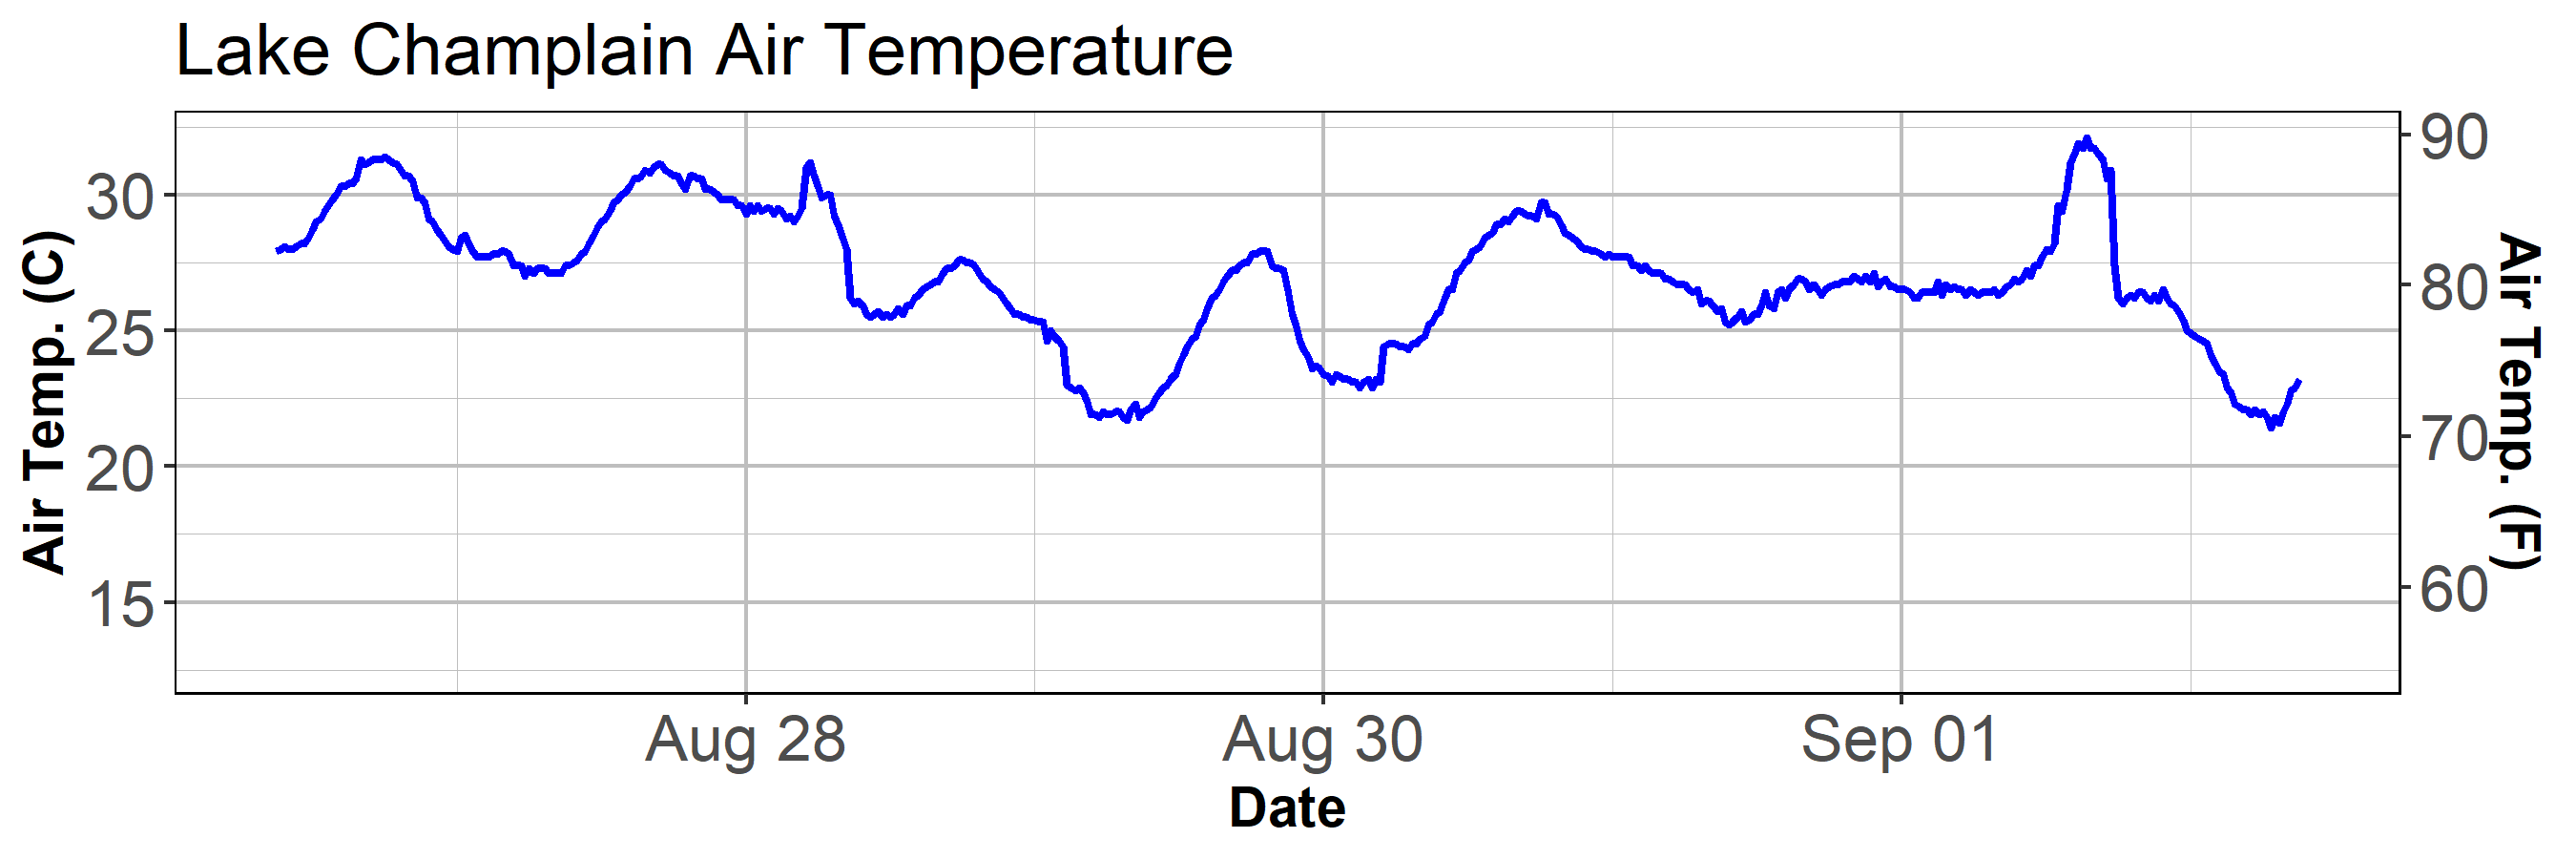 Lake Champlain Air Temperature
Air Temp. (C)
30
25
20
15
90
80
70
60
Air Temp. (F)
Aug 28
Aug 30
Sep 01
Date